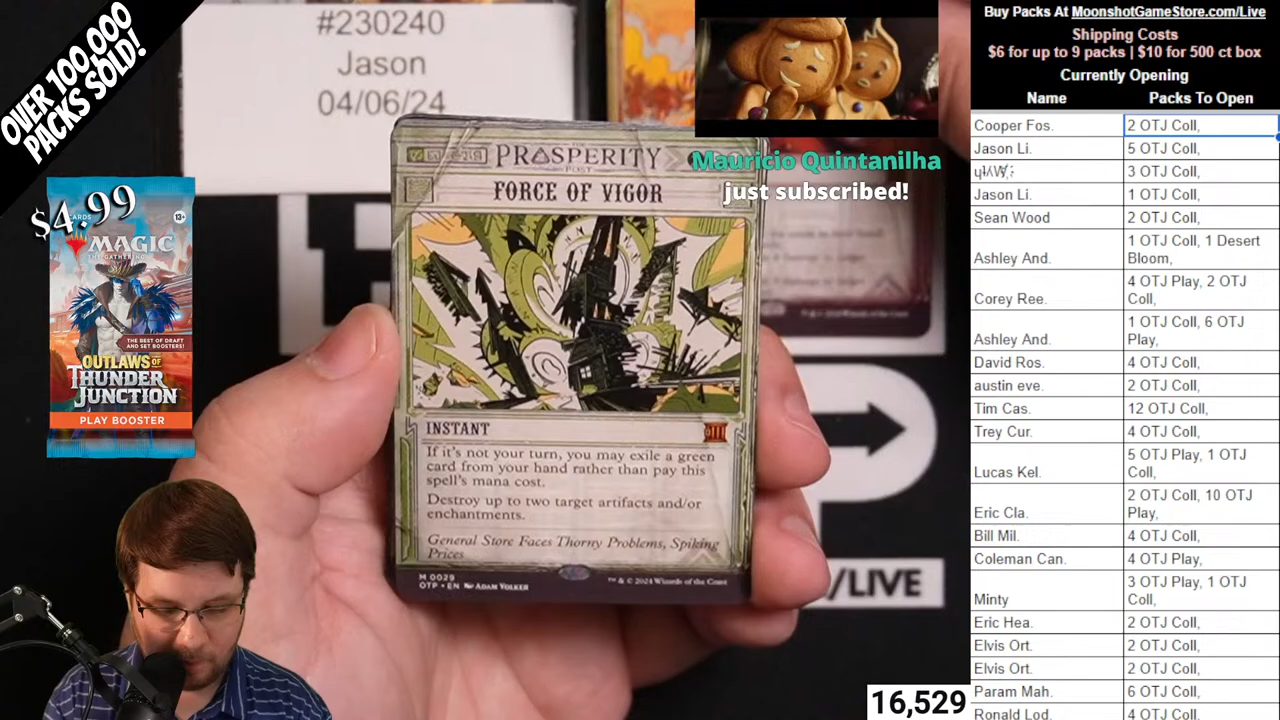 OVER 100,000
PACKS SOLD!
#230240
Jason
04/06/24
$4.99
13+
MAGIC
THE GATHERING
THE BEST OF DRAFT
AND SET BOOSTERS!
OUTLAWS OF
THUNDER
JUNCTION
PLAY BOOSTER
PROSPERITY
POST
FORCE OF VIGOR
INSTANT
If it's not your turn, you may exile a green
card from your hand rather than pay this
spell's mana cost.
Destroy up to two target artifacts and/or
enchantments.
General Store Faces Thorny Problems, Spiking
Prices
M 0029
OTP • EN ADAM VOLKER
™ & © 2024 Wizards of the Coast
/LIVE
Mauricio Quintanilha
just subscribed!
16,529
Buy Packs At MoonshotGameStore.com/Live
Shipping Costs
$6 for up to 9 packs | $10 for 500 ct box
Currently Opening
Name Packs To Open
Cooper Fos. 2 OTJ Coll,
Jason Li. 5 OTJ Coll,
3 OTJ Coll,
Jason Li. 1 OTJ Coll,
Sean Wood 2 OTJ Coll,
1 OTJ Coll, 1 Desert
Ashley And. Bloom,
4 OTJ Play, 2 OTJ
Corey Ree. Coll,
1 OTJ Coll, 6 OTJ
Ashley And. Play,
David Ros. 4 OTJ Coll,
austin eve. 2 OTJ Coll,
Tim Cas. 12 OTJ Coll,
Trey Cur. 4 OTJ Coll,
5 OTJ Play, 1 OTJ
Lucas Kel. Coll,
2 OTJ Coll, 10 OTJ
Eric Cla. Play,
Bill Mil. 4 OTJ Coll,
Coleman Can. 4 OTJ Play,
3 OTJ Play, 1 OTJ
Minty Coll,
Eric Hea. 2 OTJ Coll,
Elvis Ort. 2 OTJ Coll,
Elvis Ort. 2 OTJ Coll,
Param Mah. 6 OTJ Coll,
Ronald Lod. 4 OTJ Coll,